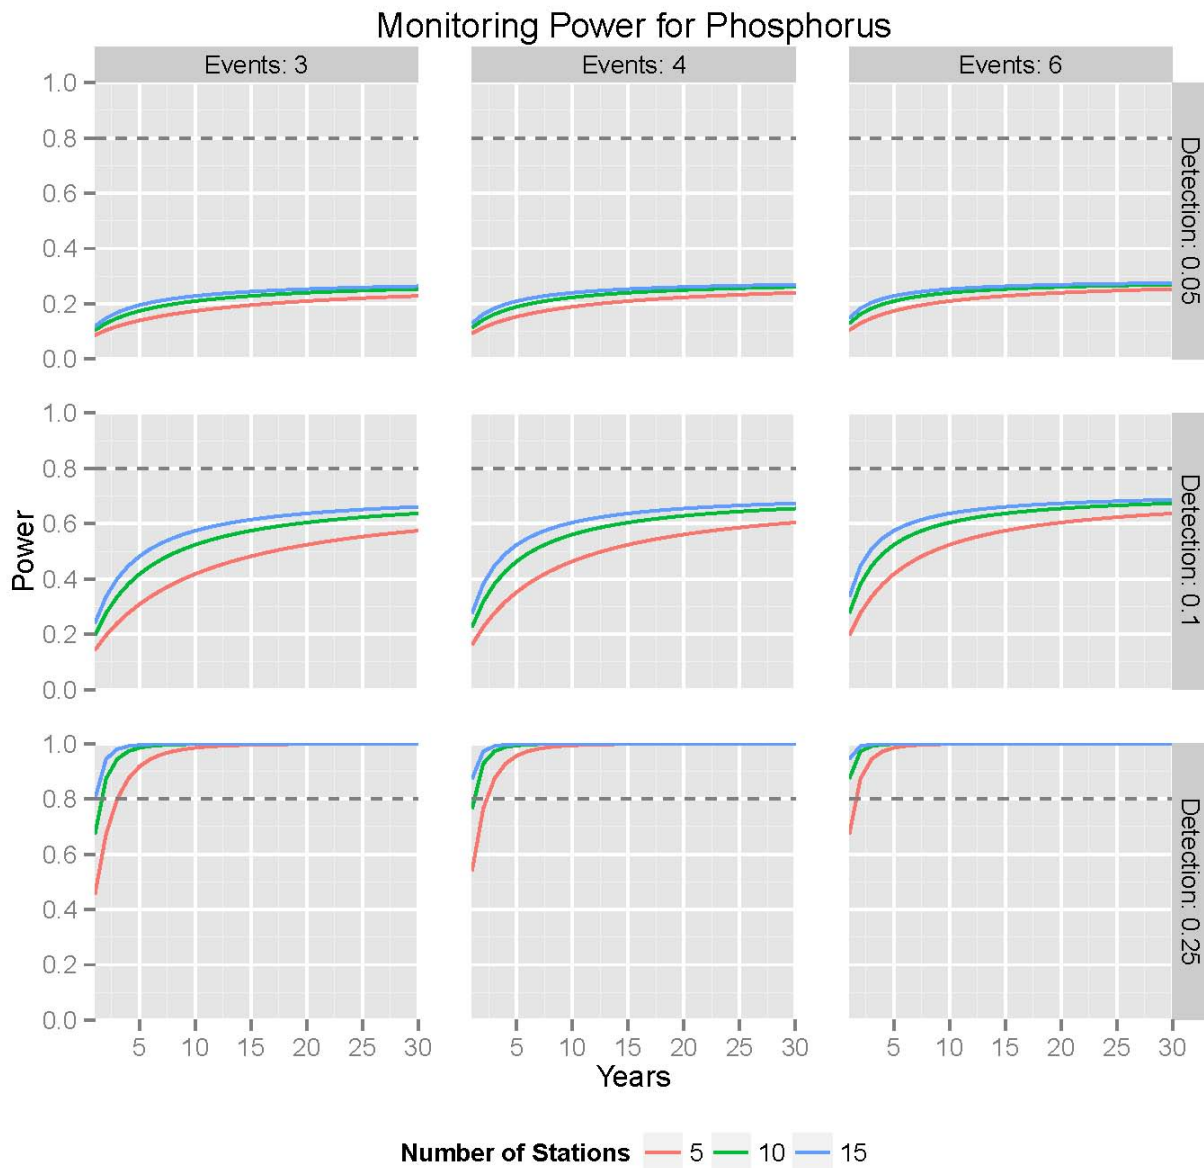 Monitoring Power for Phosphorus
Events: 3
Events: 4
Events: 6
1.0
0.8
0.6
0.4
0.2
0.0
Detection: 0.05
1.0
0.8
0.6
0.4
0.2
0.0
Detection: 0.1
Power
1.0
0.8
0.6
0.4
0.2
0.0
Detection: 0.25
5 10 15 20 25 30
5 10 15 20 25 30
5 10 15 20 25 30
Years
Number of Stations 5 10 15